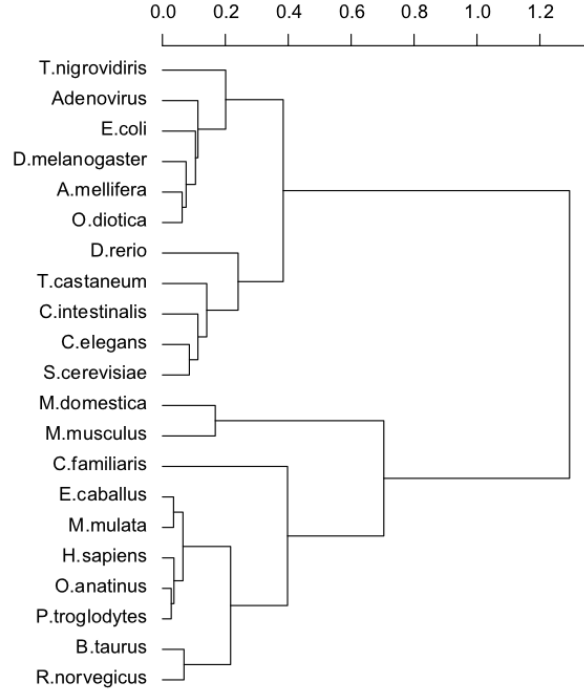 0.0 0.2 0.4 0.6 0.8 1.0 1.2
T.nigrovidiris
Adenovirus
E.coli
D.melanogaster
A.mellifera
O.diotica
D.rerio
T.castaneum
C.intestinalis
C.elegans
S.cerevisiae
M.domestica
M.musculus
C.familiaris
E.caballus
M.mulata
H.sapiens
O.anatinus
P.troglodytes
B.taurus
R.norvegicus